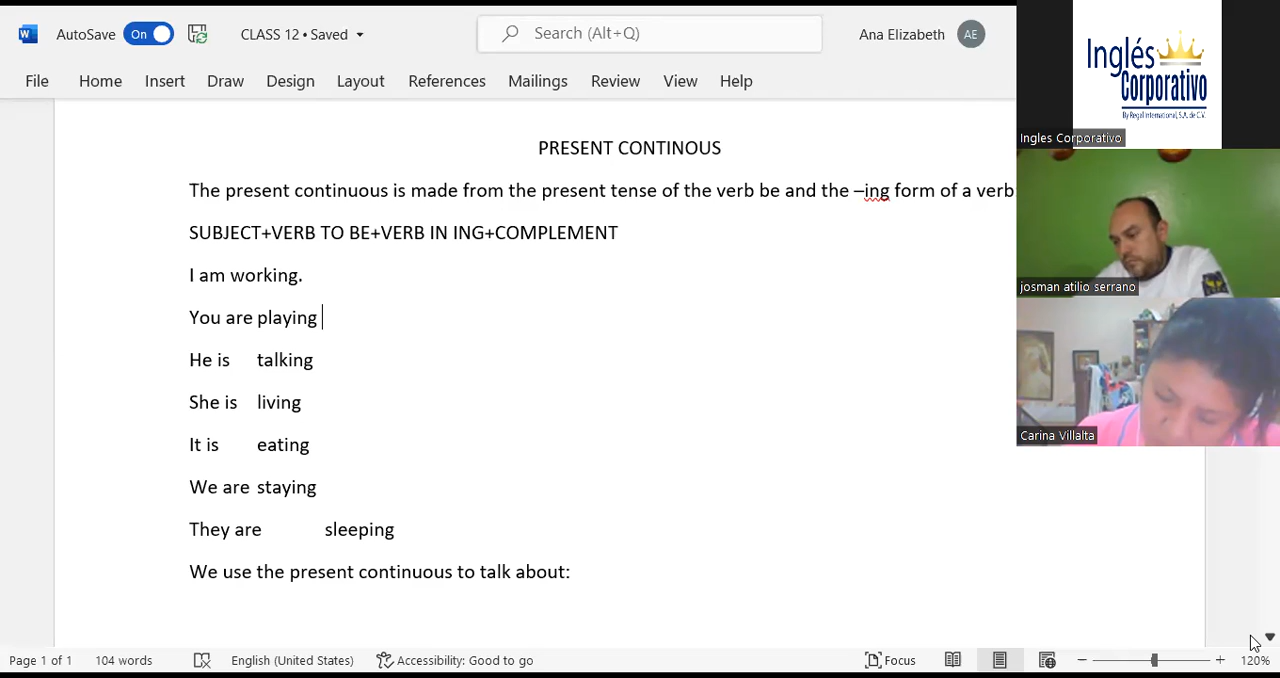 AutoSave On CLASS 12 • Saved Search (Alt+Q) Ana Elizabeth AE
File Home Insert Draw Design Layout References Mailings Review View Help
PRESENT CONTINOUS
The present continuous is made from the present tense of the verb be and the –ing form of a verb
SUBJECT+VERB TO BE+VERB IN ING+COMPLEMENT
I am working.
You are playing
He is talking
She is living
It is eating
We are staying
They are sleeping
We use the present continuous to talk about:
Inglés
Corporativo
By Regal International, S.A. de C.V.
Ingles Corporativo
josman atilio serrano
Carina Villalta
Page 1 of 1 104 words English (United States) Accessibility: Good to go Focus 120%